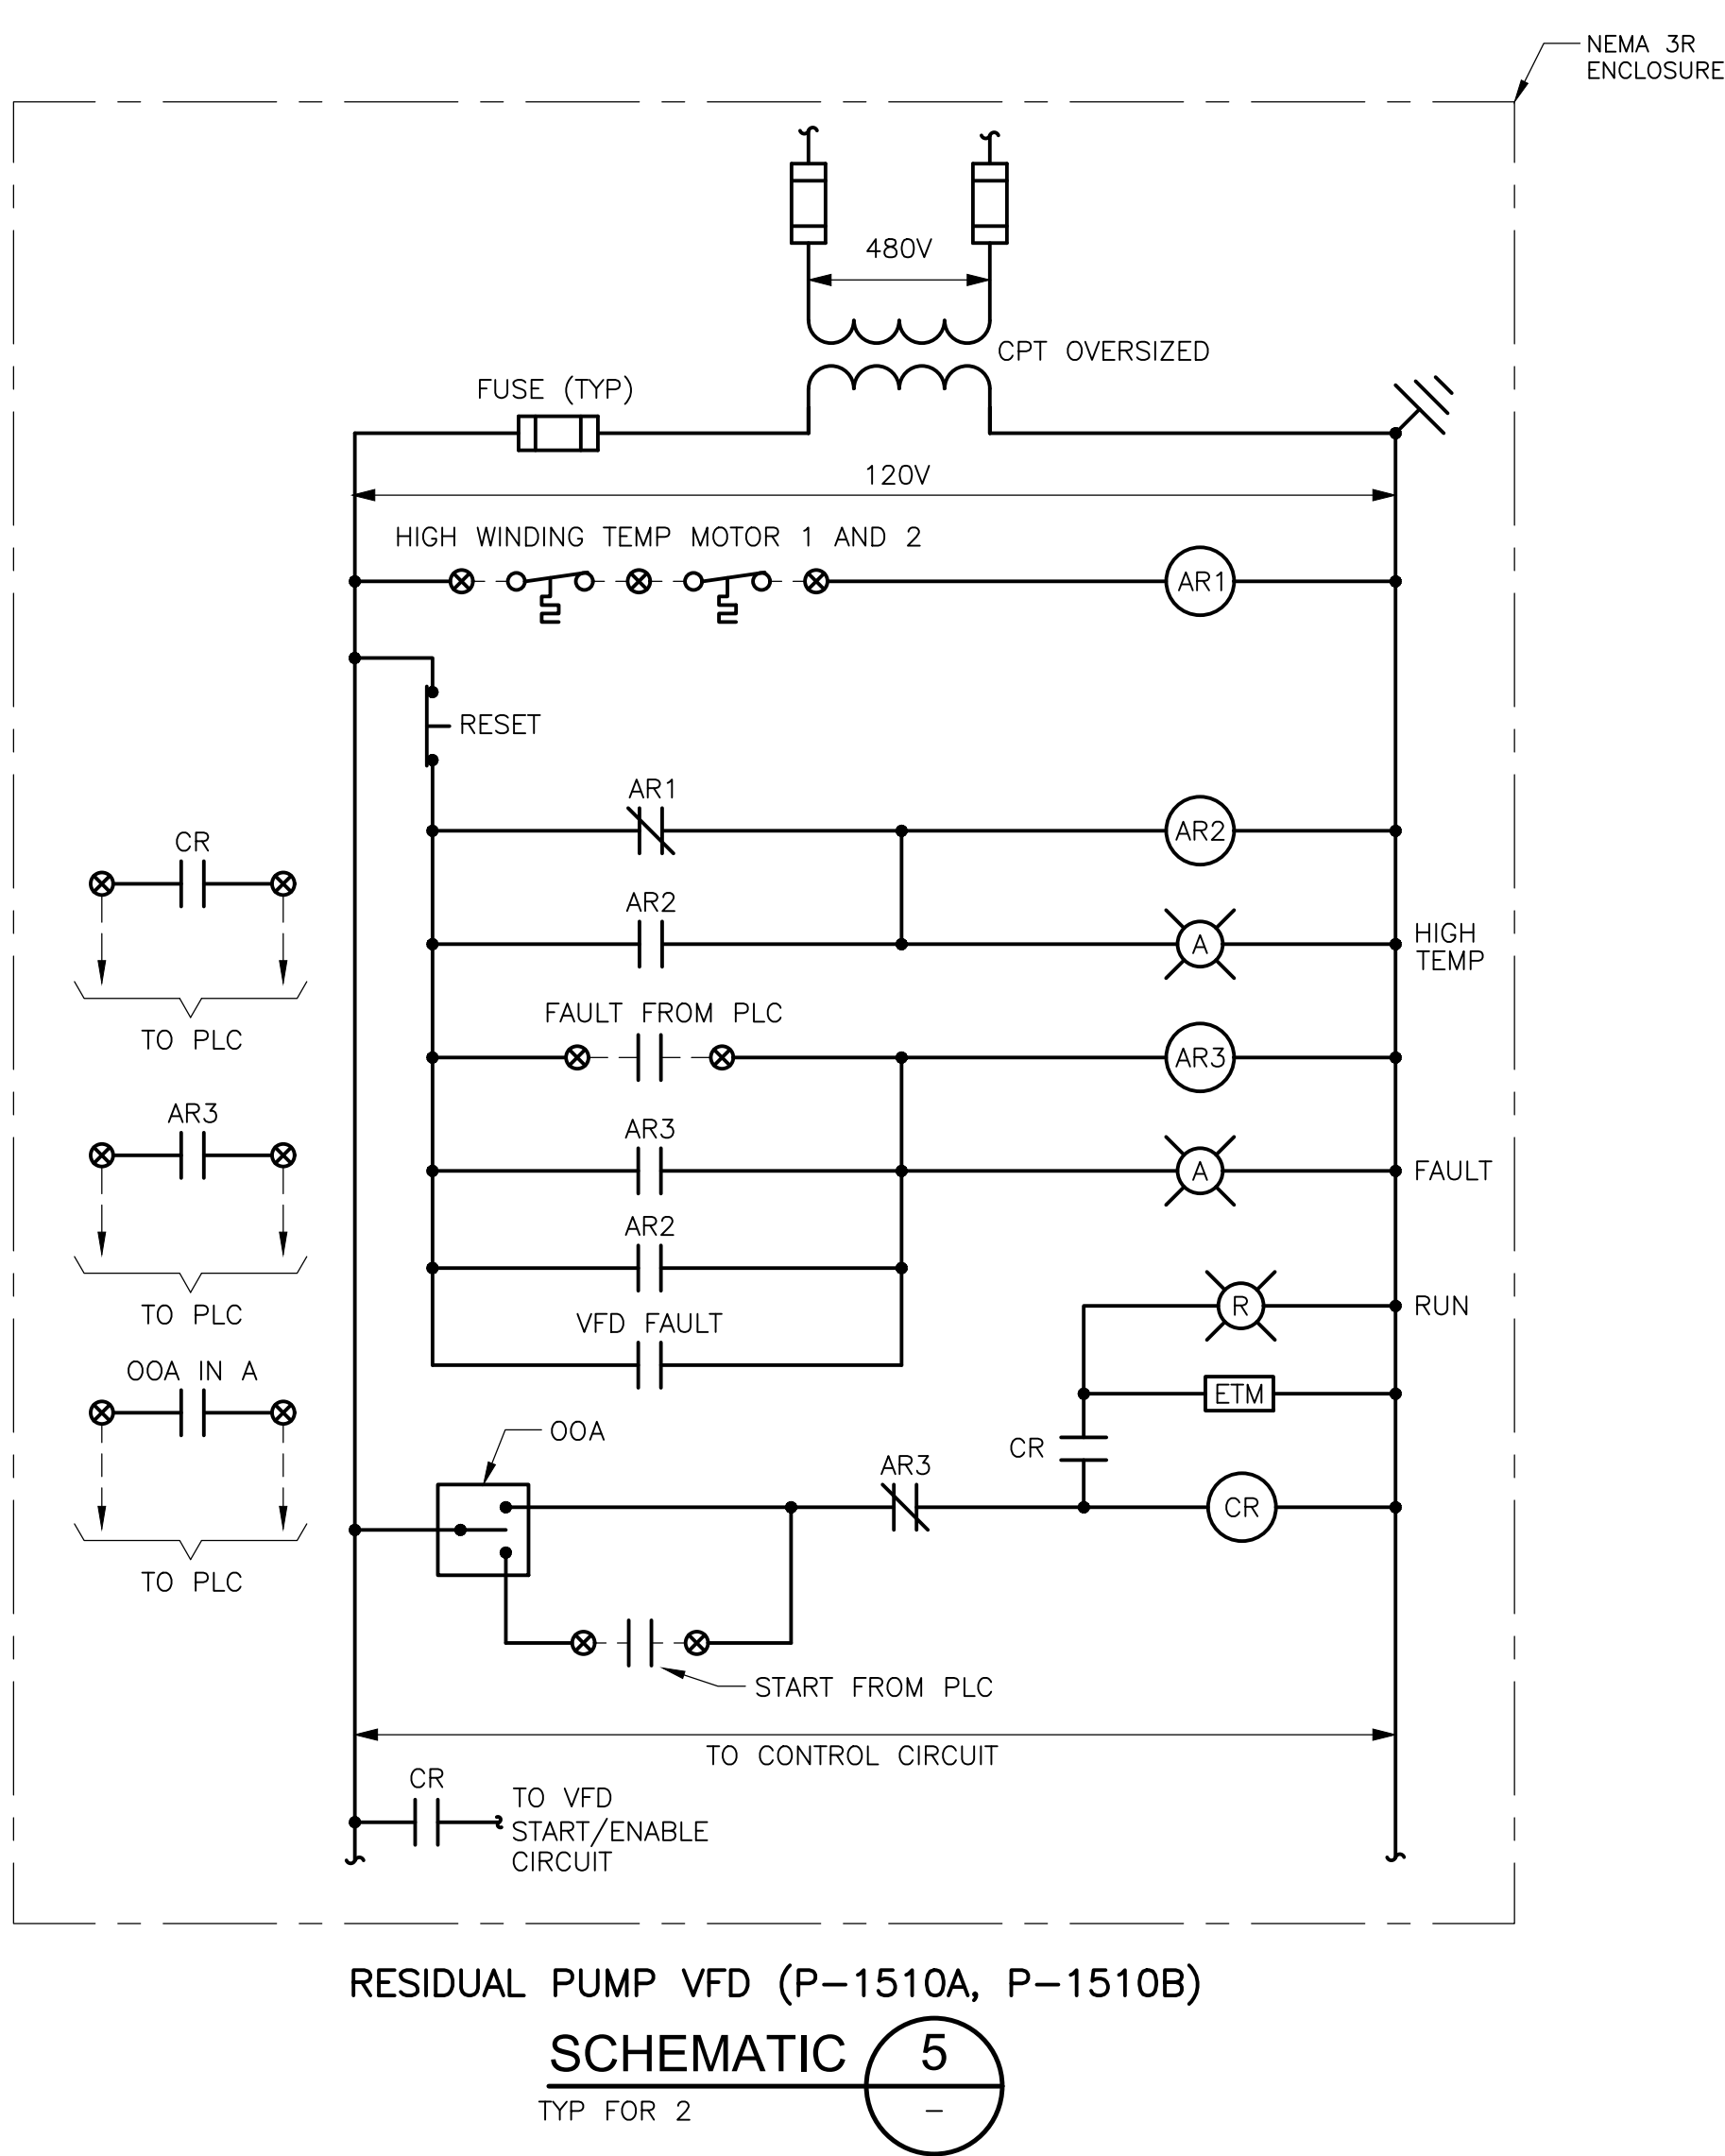 NEMA 3R
ENCLOSURE
480V
CPT OVERSIZED
FUSE (TYP)
120V
HIGH WINDING TEMP MOTOR 1 AND 2
AR1
RESET
AR1
AR2
CR
AR2
A
HIGH
TEMP
TO PLC
FAULT FROM PLC
AR3
AR3
AR3
A
FAULT
AR2
TO PLC
R
RUN
VFD FAULT
OOA IN A
ETM
OOA
CR
AR3
CR
TO PLC
START FROM PLC
TO CONTROL CIRCUIT
CR
TO VFD
START/ENABLE
CIRCUIT
RESIDUAL PUMP VFD (P-1510A, P-1510B)
SCHEMATIC
5
TYP FOR 2
-